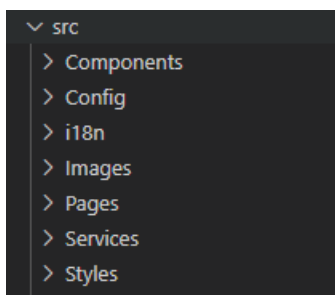 src
Components
Config
i18n
Images
Pages
Services
Styles